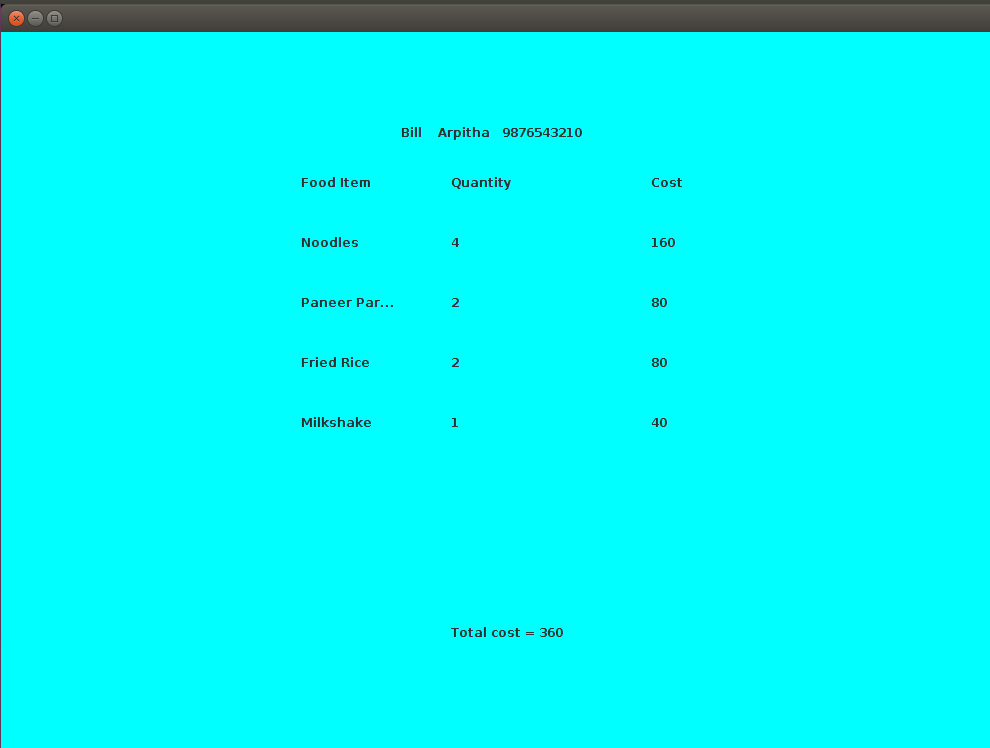 Bill Arpitha 9876543210
Food Item Quantity Cost
Noodles 4 160
Paneer Par... 2 80
Fried Rice 2 80
Milkshake 1 40
Total cost = 360